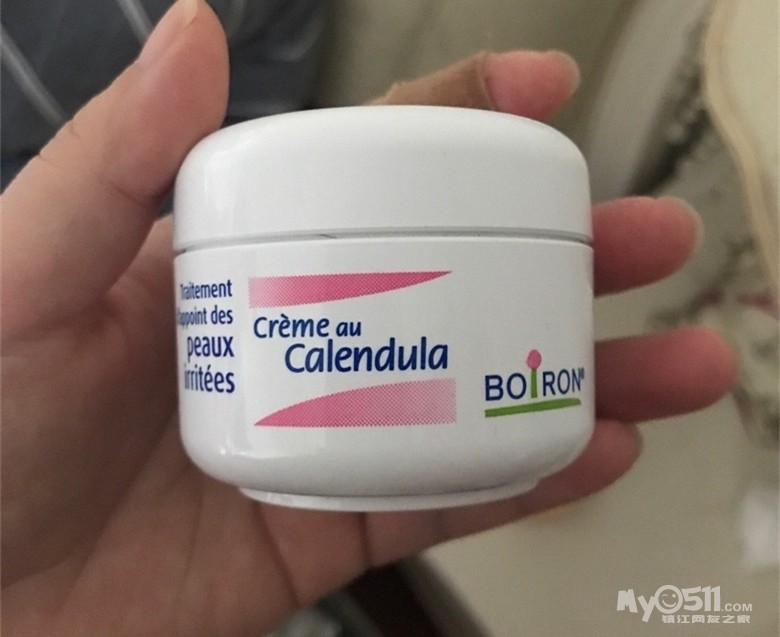 Traitement
d'appoint des
peaux
irritées
Crème au
Calendula
BOIRON®
My0511.com
镇江网友之家